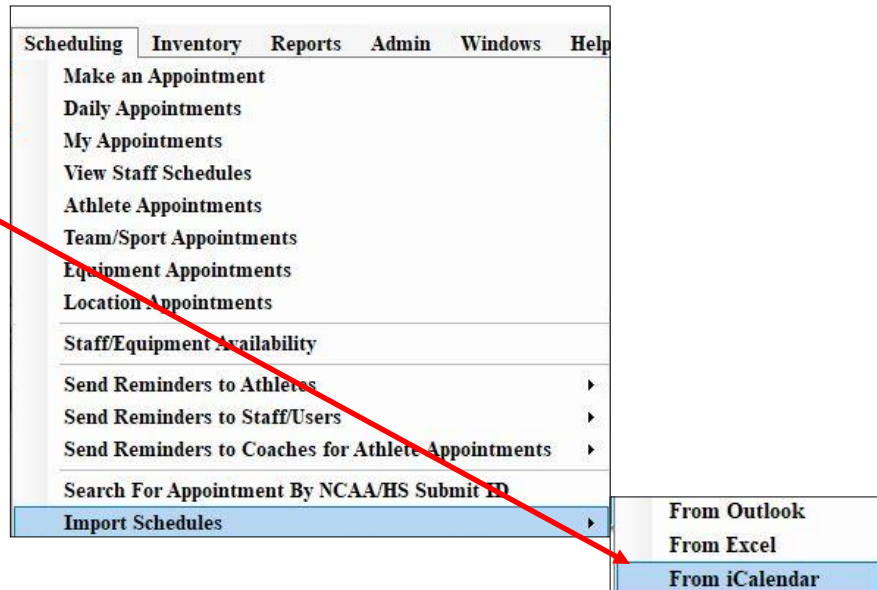 Scheduling Inventory Reports Admin Windows Help
Make an Appointment
Daily Appointments
My Appointments
View Staff Schedules
Athlete Appointments
Team/Sport Appointments
Equipment Appointments
Location Appointments
Staff/Equipment Availability
Send Reminders to Athletes
Send Reminders to Staff/Users
Send Reminders to Coaches for Athlete Appointments
Search For Appointment By NCAA/HS Submit ID
Import Schedules
From Outlook
From Excel
From iCalendar